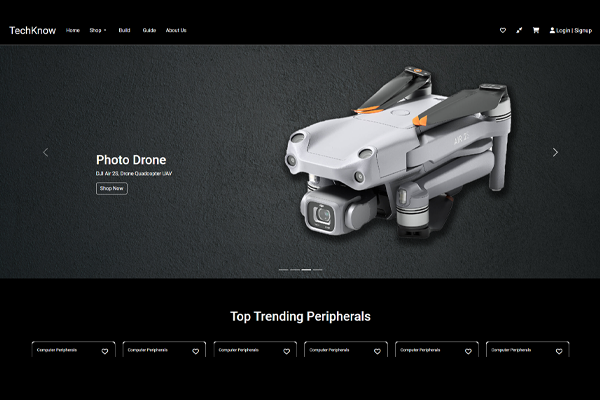 TechKnow Home Shop Build Guide About Us Login | Signup
AIR 2S
Photo Drone
DJI Air 2S, Drone Quadcopter UAV
Shop Now
Top Trending Peripherals
Computer Peripherals Computer Peripherals Computer Peripherals Computer Peripherals Computer Peripherals Computer Peripherals